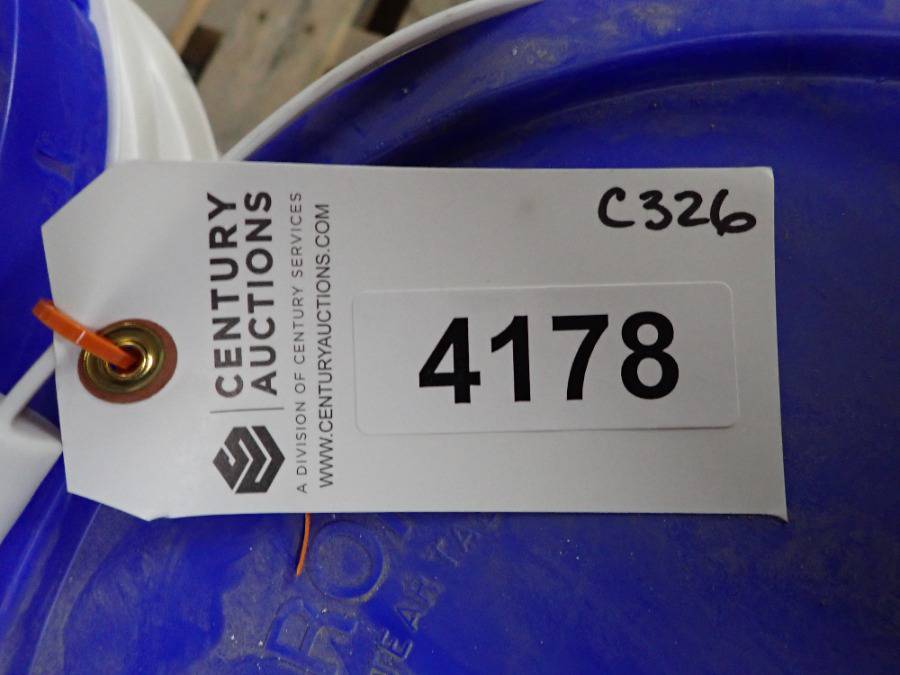 CENTURY
AUCTIONS
A DIVISION OF CENTURY SERVICES
WWW.CENTURYAUCTIONS.COM
C326
4178